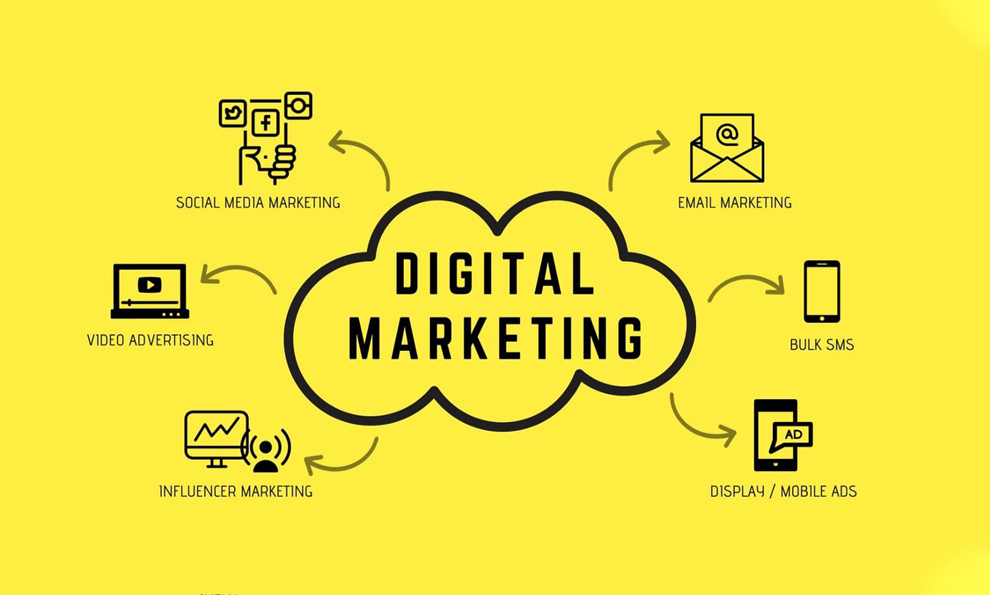 SOCIAL MEDIA MARKETING
EMAIL MARKETING
DIGITAL
MARKETING
VIDEO ADVERTISING
BULK SMS
AD
INFLUENCER MARKETING
DISPLAY / MOBILE ADS